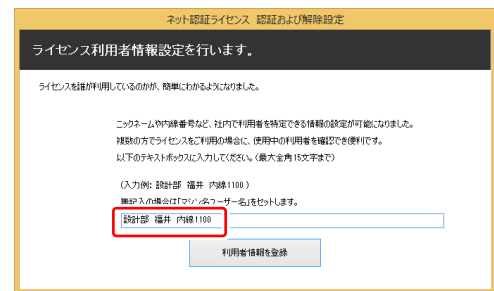 ネット認証ライセンス 認証および解除設定
ライセンス利用者情報設定を行います。
ライセンスを誰が利用しているのかが、簡単にわかるようになりました。
ニックネームや内線番号など、社内で利用者を特定できる情報の設定が可能になりました。
複数の方でライセンスをご利用の場合に、使用中の利用者を確認でき便利です。
以下のテキストボックスに入力してください。(最大全角15文字まで)
(入力例: 設計部 福井 内線1100)
無記入の場合は「マシン名ユーザー名」をセットします。
設計部 福井 内線1100
利用者情報を登録